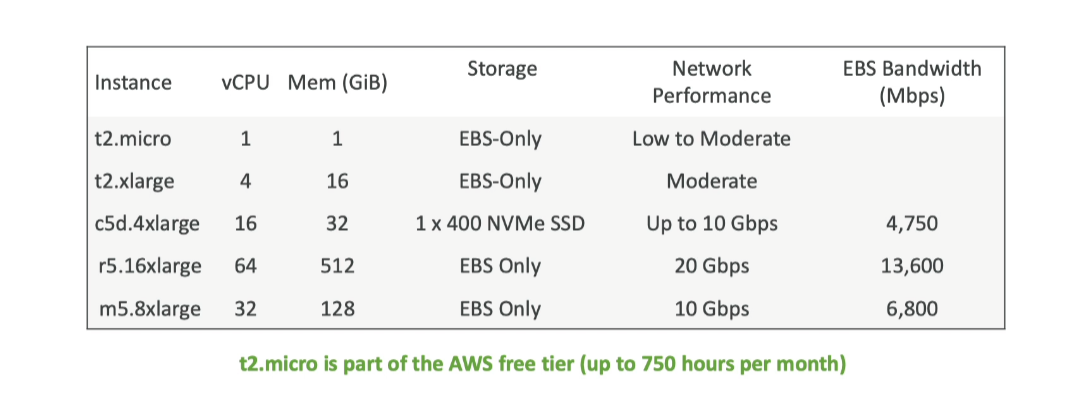 Instance vCPU Mem (GiB) Storage Network Performance EBS Bandwidth (Mbps)
t2.micro 1 1 EBS-Only Low to Moderate
t2.xlarge 4 16 EBS-Only Moderate
c5d.4xlarge 16 32 1 x 400 NVMe SSD Up to 10 Gbps 4,750
r5.16xlarge 64 512 EBS Only 20 Gbps 13,600
m5.8xlarge 32 128 EBS Only 10 Gbps 6,800
t2.micro is part of the AWS free tier (up to 750 hours per month)